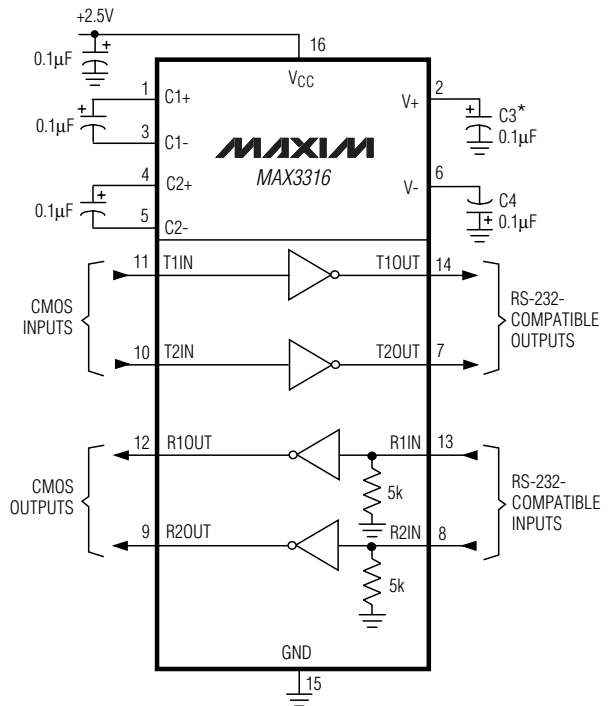 +2.5V
0.1μF
+
16
VCC
1
C1+
+
0.1μF
3
C1-
4
C2+
+
0.1μF
5
C2-
2
V+
+
C3*
0.1μF
6
V-
C4
+
0.1μF
MAXIM
MAX3316
CMOS
INPUTS
11
T1IN
T1OUT
14
10
T2IN
T2OUT
7
RS-232-
COMPATIBLE
OUTPUTS
CMOS
OUTPUTS
12
R1OUT
R1IN
13
5k
9
R2OUT
R2IN
8
5k
RS-232-
COMPATIBLE
INPUTS
GND
15